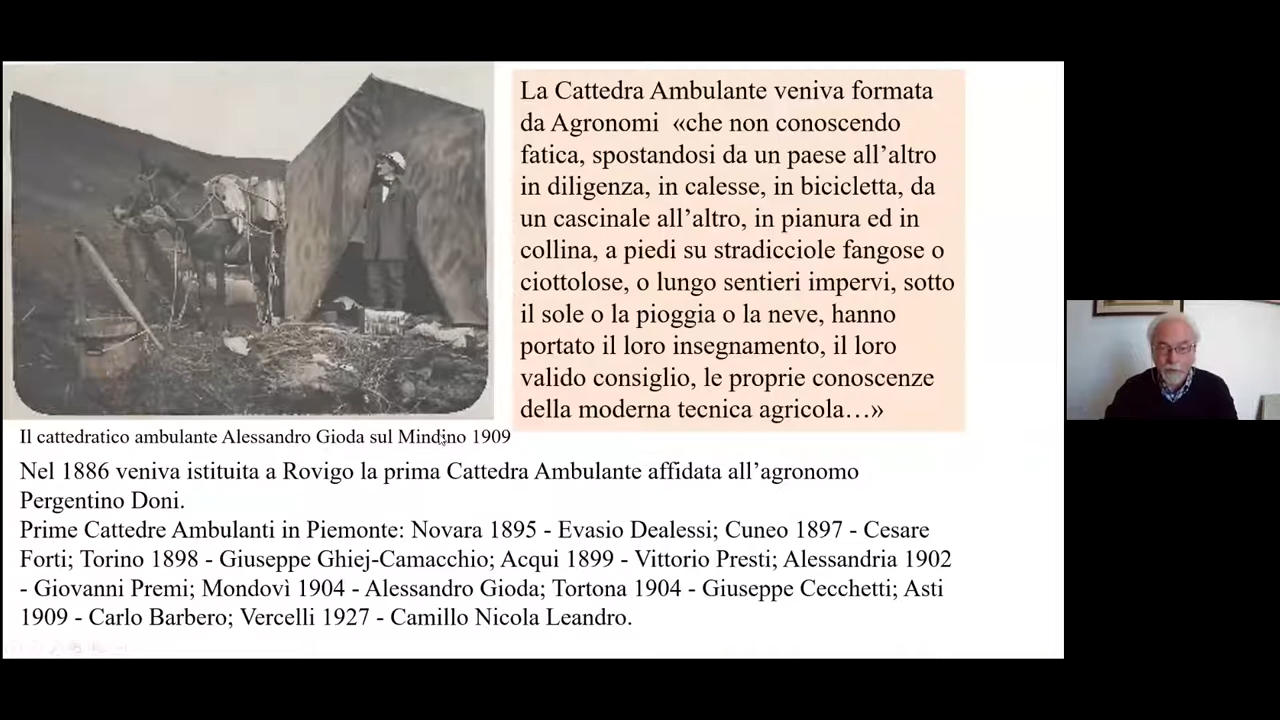 La Cattedra Ambulante veniva formata
da Agronomi «che non conoscendo
fatica, spostandosi da un paese all’altro
in diligenza, in calesse, in bicicletta, da
un cascinale all’altro, in pianura ed in
collina, a piedi su stradicciole fangose o
ciottolose, o lungo sentieri impervi, sotto
il sole o la pioggia o la neve, hanno
portato il loro insegnamento, il loro
valido consiglio, le proprie conoscenze
della moderna tecnica agricola…»
Il cattedratico ambulante Alessandro Gioda sul Mindino 1909
Nel 1886 veniva istituita a Rovigo la prima Cattedra Ambulante affidata all’agronomo
Pergentino Doni.
Prime Cattedre Ambulanti in Piemonte: Novara 1895 - Evasio Dealessi; Cuneo 1897 - Cesare
Forti; Torino 1898 - Giuseppe Ghiej-Camacchio; Acqui 1899 - Vittorio Presti; Alessandria 1902
- Giovanni Premi; Mondovì 1904 - Alessandro Gioda; Tortona 1904 - Giuseppe Cecchetti; Asti
1909 - Carlo Barbero; Vercelli 1927 - Camillo Nicola Leandro.